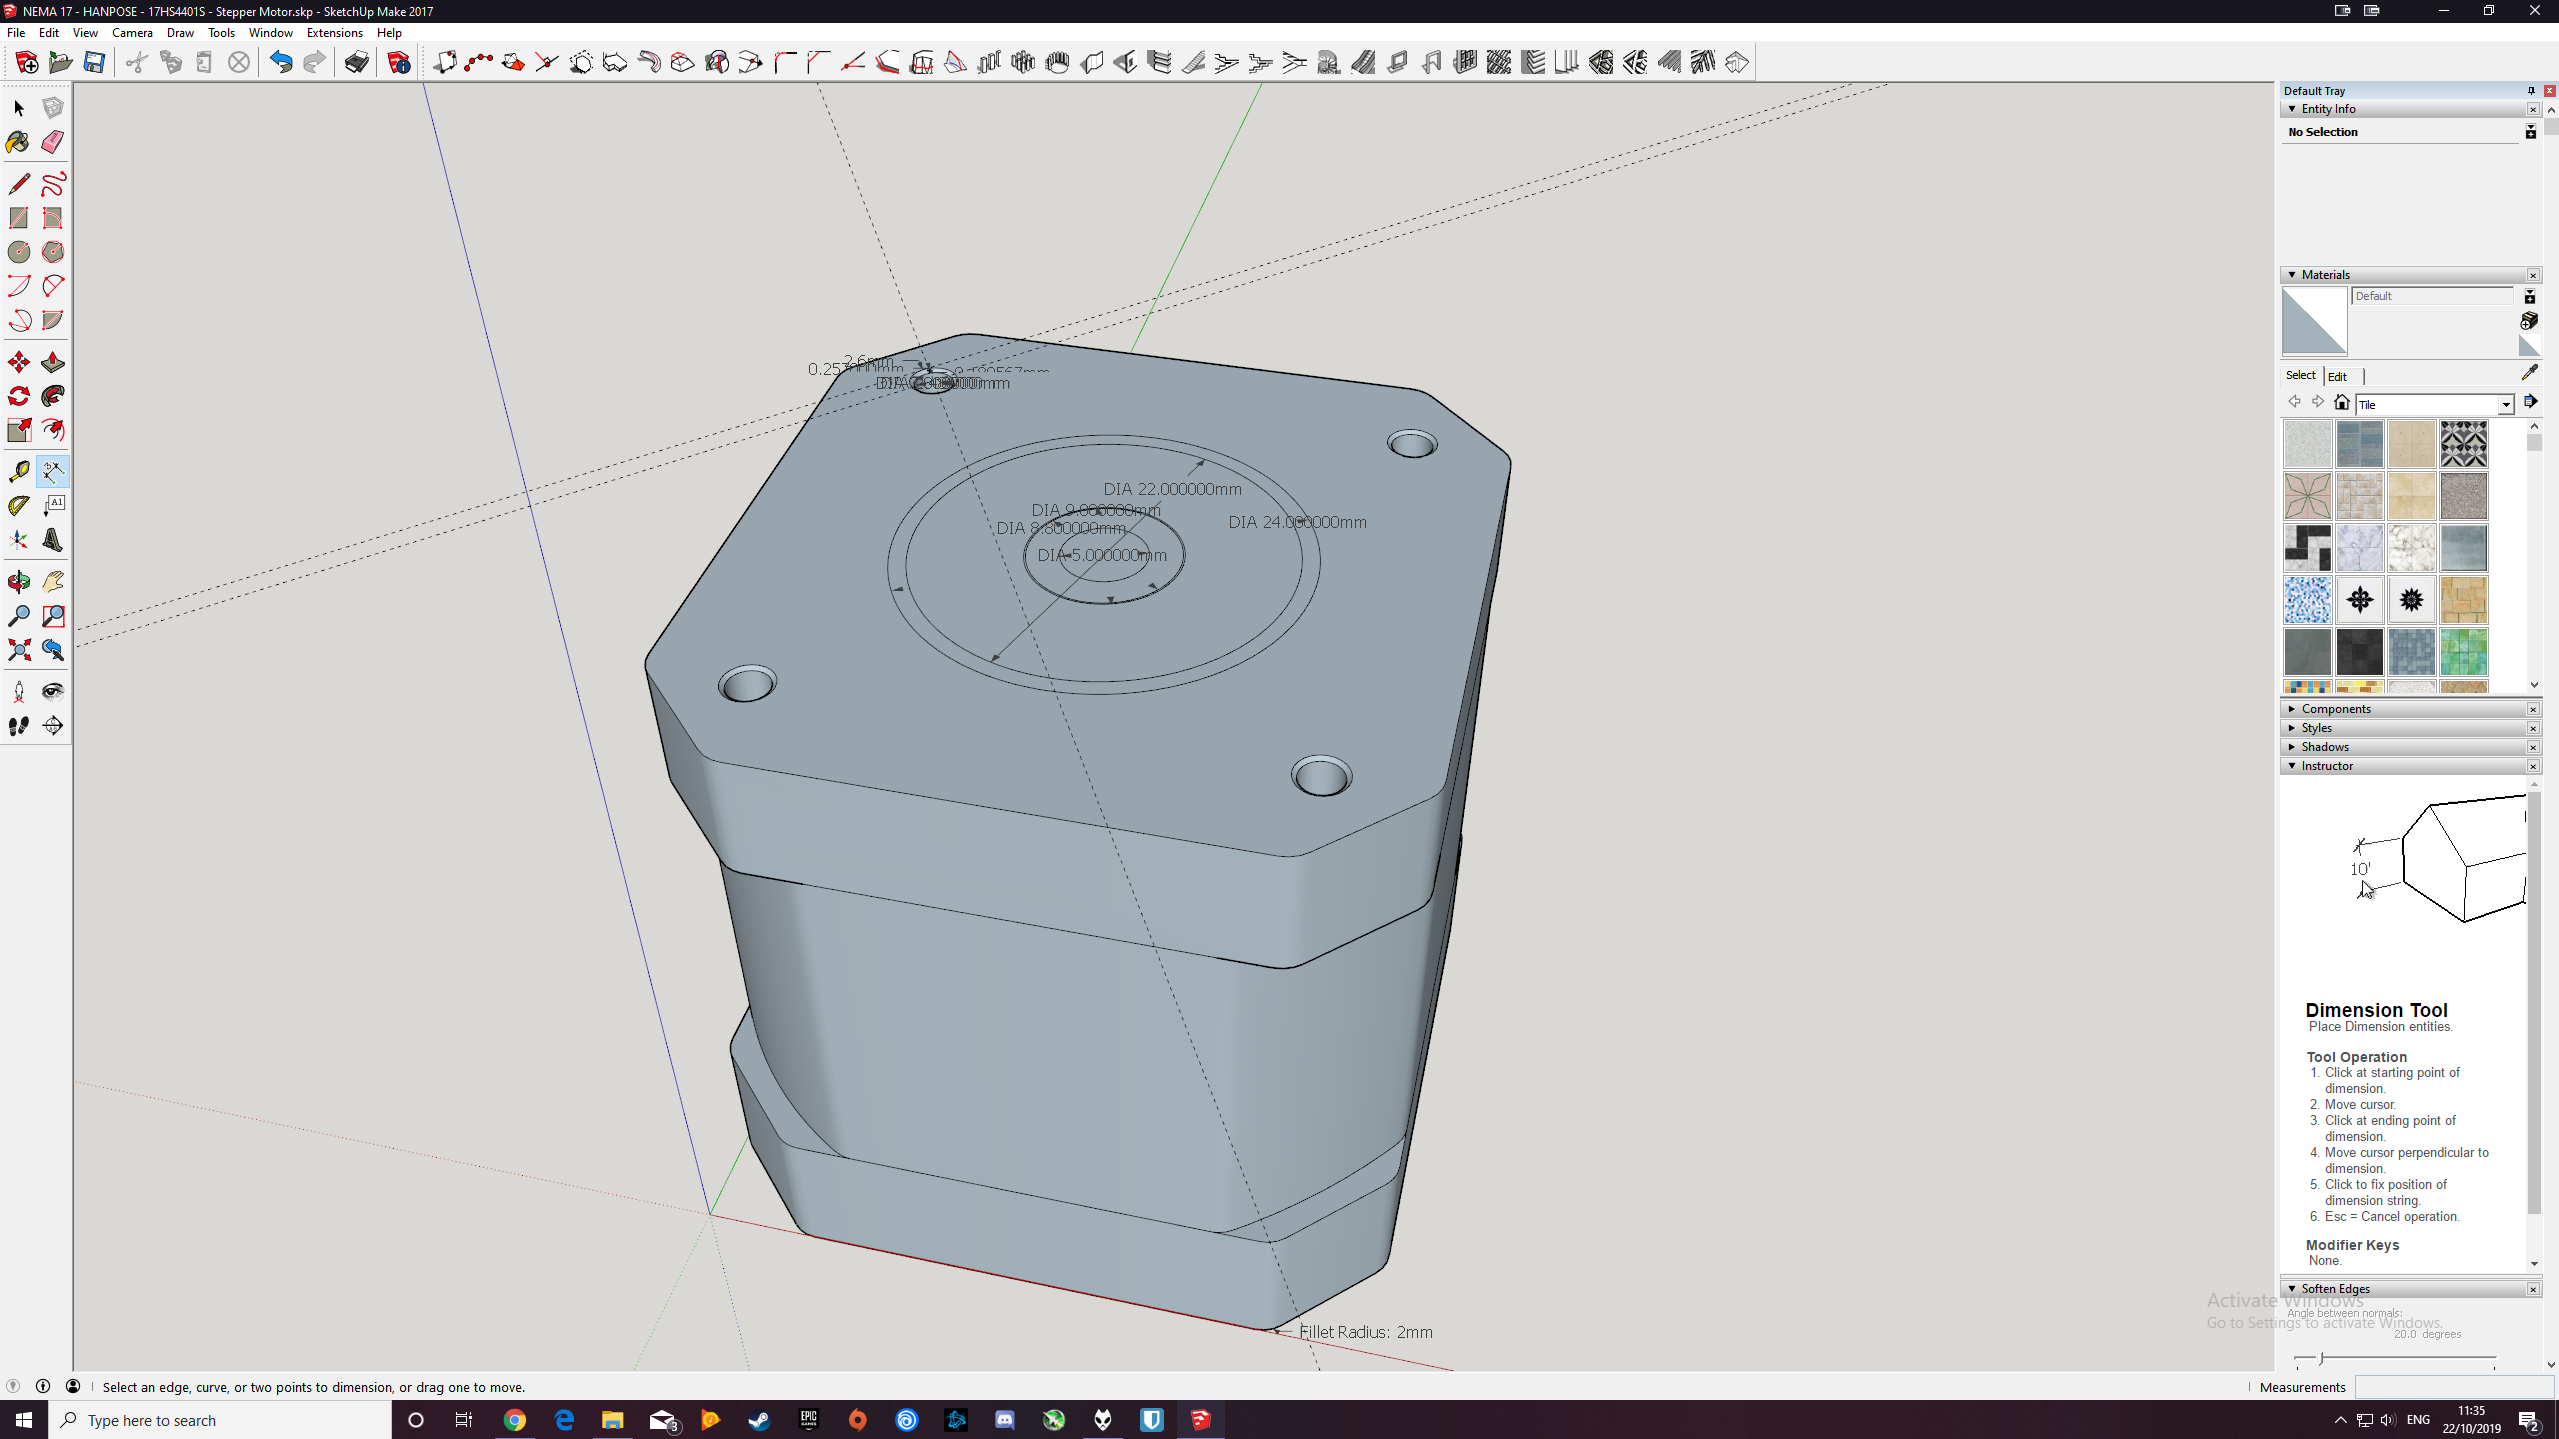 NEMA 17 - HANPOSE - 17HS4401S - Stepper Motor.skp - SketchUp Make 2017
File Edit View Camera Draw Tools Window Extensions Help
Default Tray
Entity Info
No Selection
Materials
Default
Select Edit
Tile
Components
Styles
Shadows
Instructor
10'
Dimension Tool
Place Dimension entities.
Tool Operation
1. Click at starting point of
dimension.
2. Move cursor.
3. Click at ending point of
dimension.
4. Move cursor perpendicular to
dimension.
5. Click to fix position of
dimension string.
6. Esc = Cancel operation.
Modifier Keys
None.
Soften Edges
Angle between normals:
20.0 degrees
Activate Windows
Go to Settings to activate Windows.
A1
2.6mm
DIA 22.000000mm
DIA 9.000000mm
DIA 8.800000mm
DIA 24.000000mm
DIA 5.000000mm
Fillet Radius: 2mm
Select an edge, curve, or two points to dimension, or drag one to move.
Measurements
Type here to search
3
EPIC
GAMES
ENG
11:35
22/10/2019
2